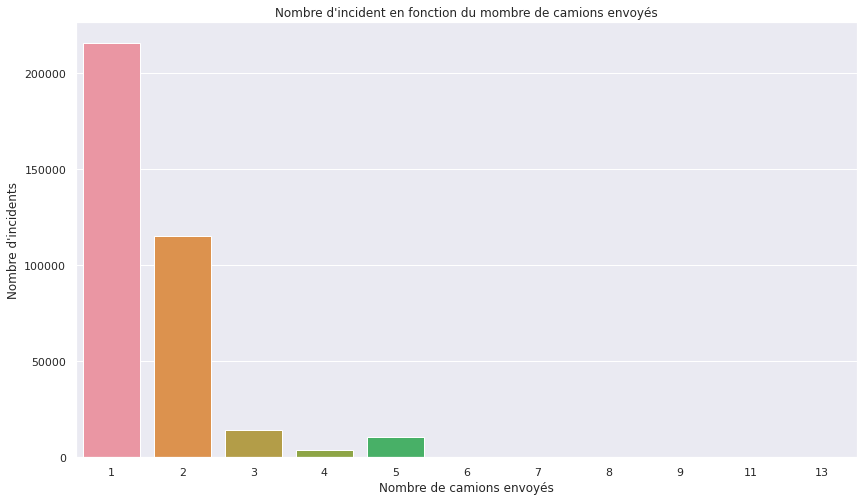 Nombre d'incident en fonction du mombre de camions envoyés
Nombre d'incidents
200000
150000
100000
50000
0
1 2 3 4 5 6 7 8 9 11 13
Nombre de camions envoyés